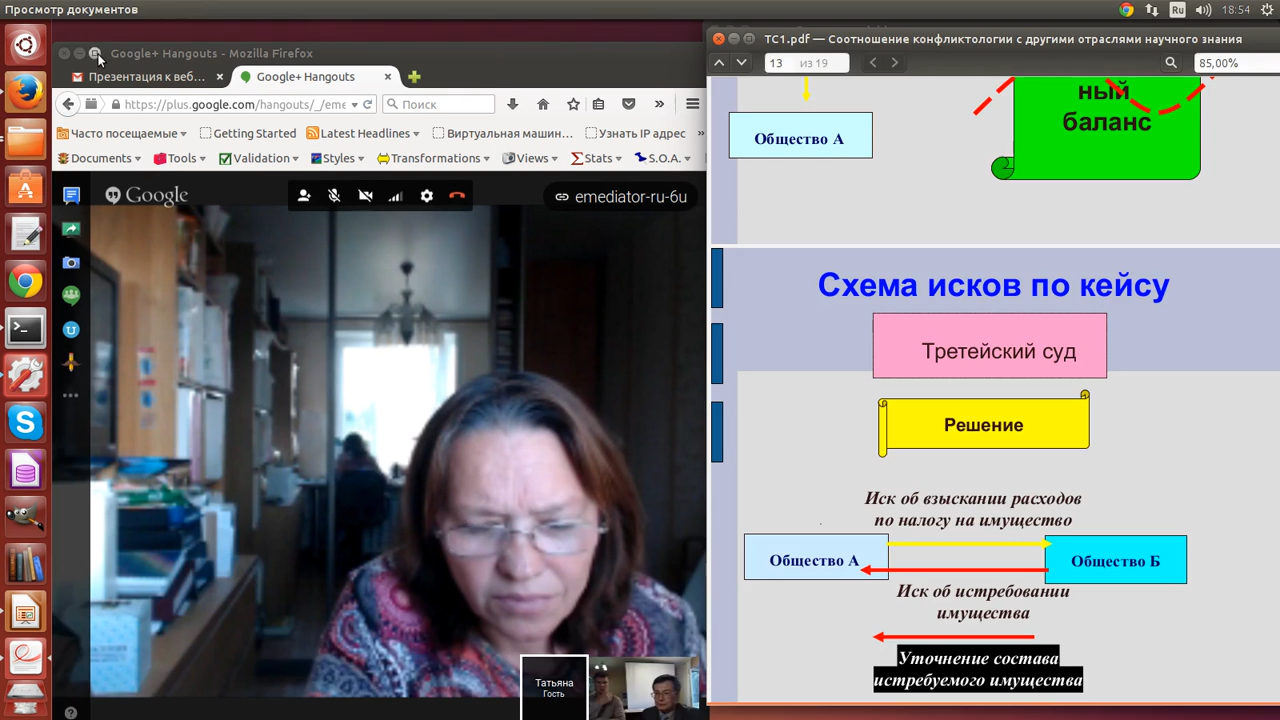 Просмотр документов
Ru
18:54
Google+ Hangouts - Mozilla Firefox
Презентация к веб...
Google+ Hangouts
https://plus.google.com/hangouts/_/eme
Поиск
Часто посещаемые
Getting Started
Latest Headlines
Виртуальная машин...
Узнать IP адрес
Documents
Tools
Validation
Styles
Transformations
Views
Stats
S.O.A.
Google
emediator-ru-6u
Татьяна
Гость
TC1.pdf — Соотношение конфликтологии с другими отраслями научного знания
13
из 19
85,00%
ный
баланс
Общество А
Схема исков по кейсу
Третейский суд
Решение
Иск об взыскании расходов
по налогу на имущество
Общество А
Общество Б
Иск об истребовании
имущества
Уточнение состава
истребуемого имущества